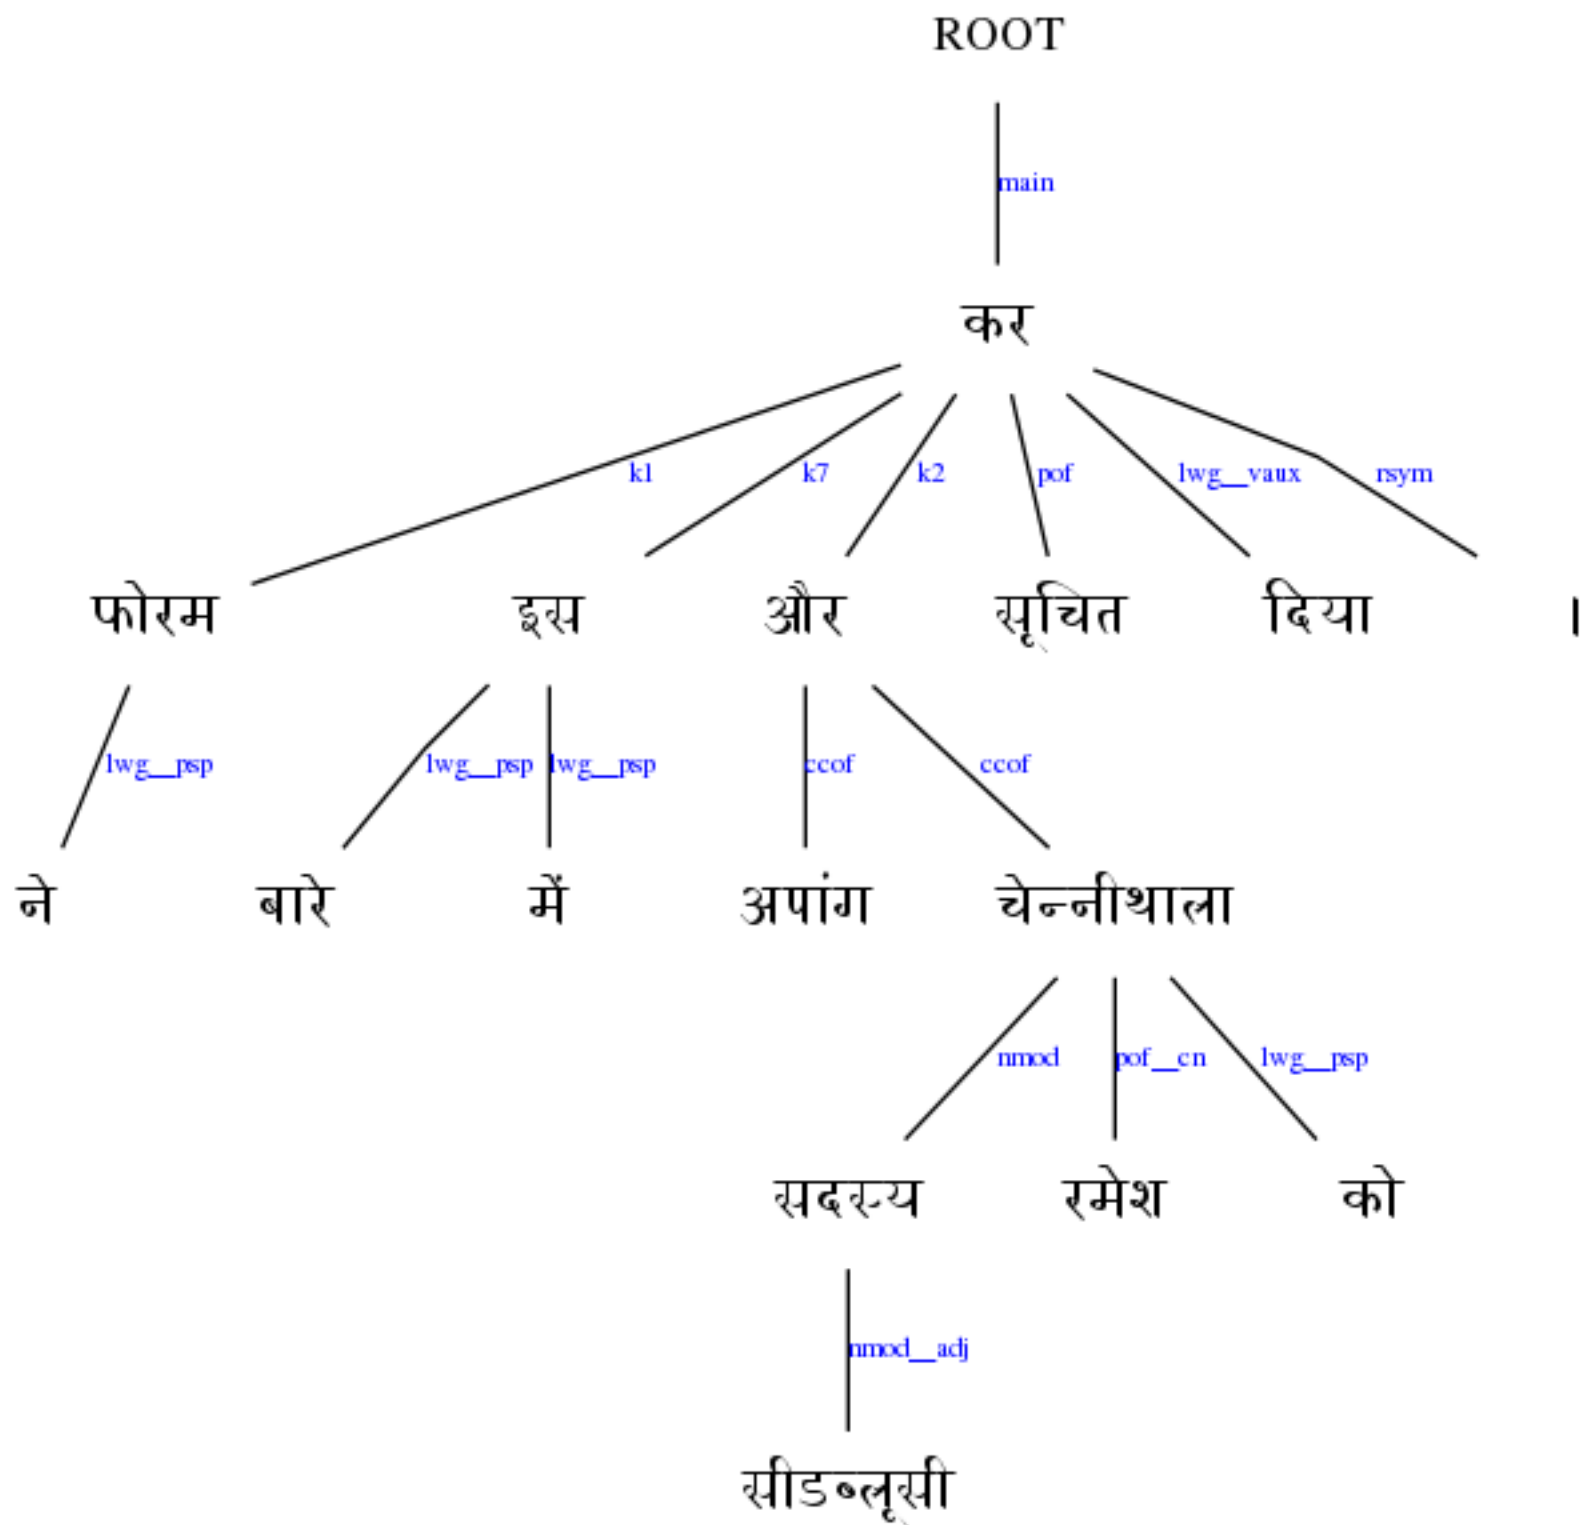 ROOT
main
कर
k1 k7 k2 pof lwg__vaux rsym
फोरम इस और सूचित दिया ।
lwg__psp lwg__psp lwg__psp ccof ccof
ने बारे में अपांग चेन्नीथाला
nmod pof__cn lwg__psp
सदस्य रमेश को
nmod__adj
सीडब्लूसी